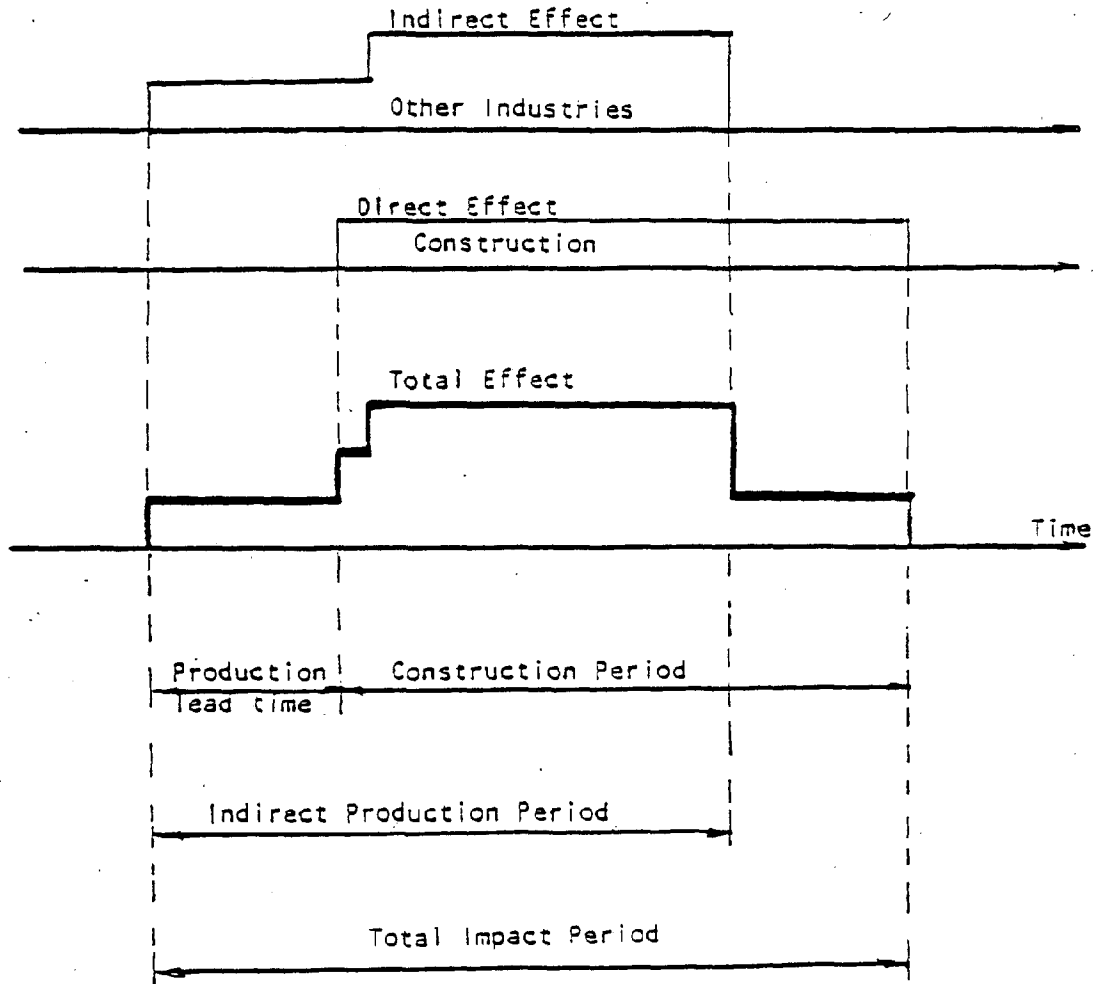 Indirect Effect
Other Industries
Direct Effect
Construction
Total Effect
Time
Production
lead time
Construction Period
Indirect Production Period
Total Impact Period